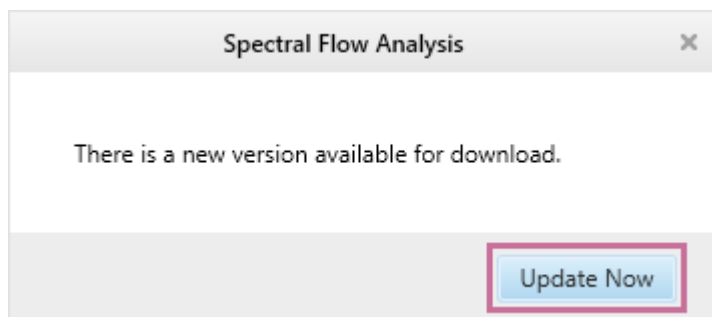 Spectral Flow Analysis
There is a new version available for download.
Update Now